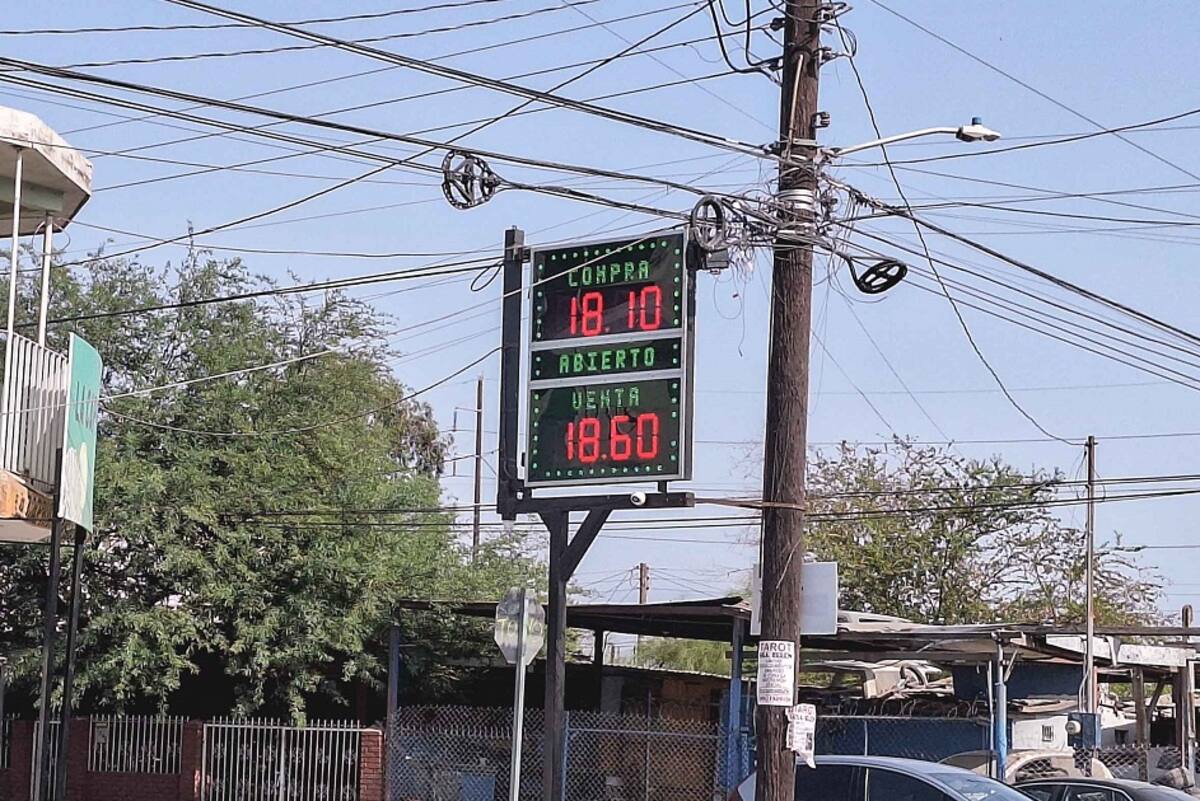 COMPRA
18.10
ABIERTO
VENTA
18.60
TAROT